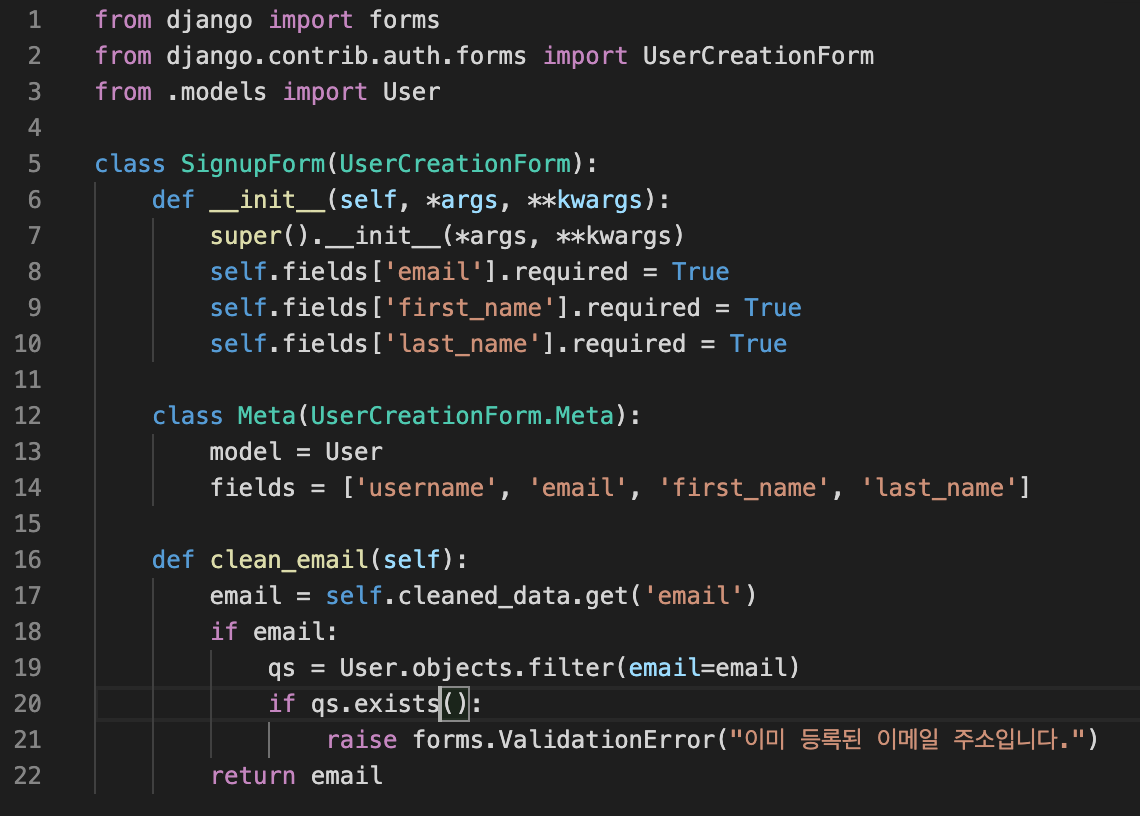 1 from django import forms
2 from django.contrib.auth.forms import UserCreationForm
3 from .models import User
4
5 class SignupForm(UserCreationForm):
6     def __init__(self, *args, **kwargs):
7         super().__init__(*args, **kwargs)
8         self.fields['email'].required = True
9         self.fields['first_name'].required = True
10         self.fields['last_name'].required = True
11
12     class Meta(UserCreationForm.Meta):
13         model = User
14         fields = ['username', 'email', 'first_name', 'last_name']
15
16     def clean_email(self):
17         email = self.cleaned_data.get('email')
18         if email:
19             qs = User.objects.filter(email=email)
20             if qs.exists():
21                 raise forms.ValidationError("이미 등록된 이메일 주소입니다.")
22         return email